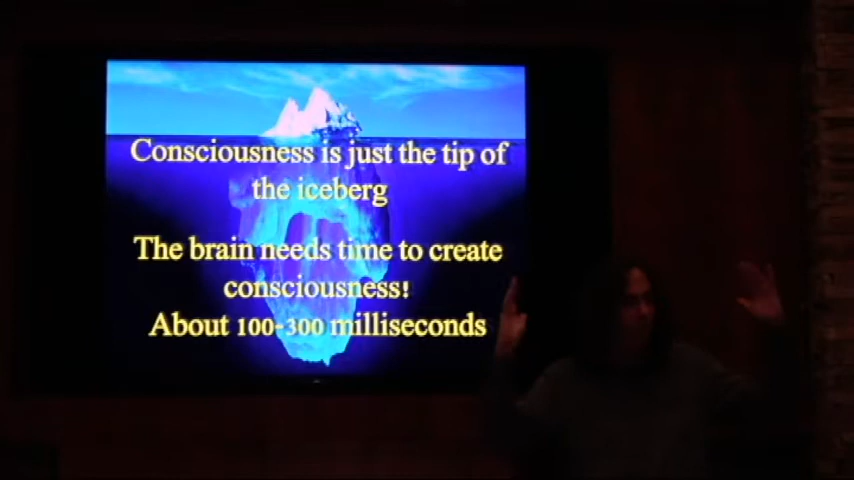 Consciousness is just the tip of
the iceberg
The brain needs time to create
consciousness!
About 100-300 milliseconds